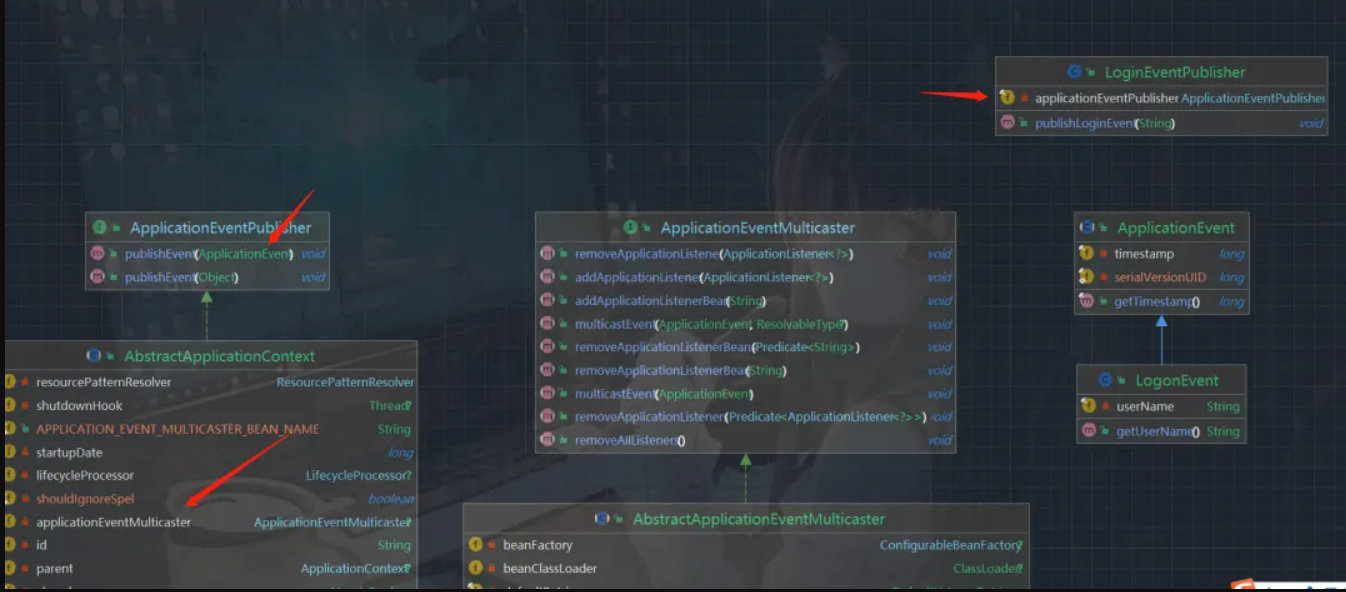 LoginEventPublisher
applicationEventPublisher ApplicationEventPublisher
publishLoginEvent(String) void
ApplicationEventPublisher
publishEvent(ApplicationEvent) void
publishEvent(Object) void
ApplicationEventMulticaster
removeApplicationListene(ApplicationListener<?>) void
addApplicationListene(ApplicationListener<?>) void
addApplicationListenerBean(String) void
multicastEvent(ApplicationEvent, ResolvableType?) void
removeApplicationListenerBean(Predicate<String>) void
removeApplicationListenerBean(String) void
multicastEvent(ApplicationEvent) void
removeApplicationListener(Predicate<ApplicationListener<?>>) void
removeAllListeners() void
ApplicationEvent
timestamp long
serialVersionUID long
getTimestamp() long
LogonEvent
userName String
getUserName() String
AbstractApplicationContext
resourcePatternResolver ResourcePatternResolver
shutdownHook Thread?
APPLICATION_EVENT_MULTICASTER_BEAN_NAME String
startupDate long
lifecycleProcessor LifecycleProcessor?
shouldIgnoreSpel boolean
applicationEventMulticaster ApplicationEventMulticaster?
id String
parent ApplicationContext?
AbstractApplicationEventMulticaster
beanFactory ConfigurableBeanFactory?
beanClassLoader ClassLoader?